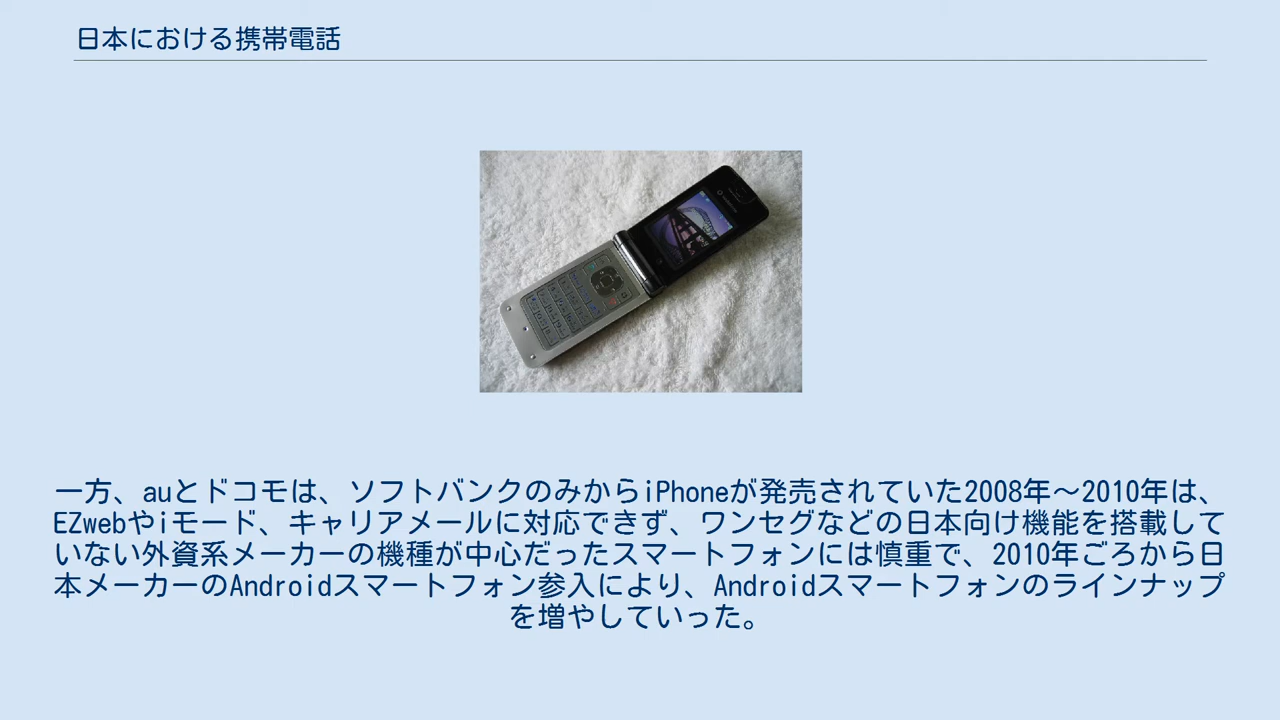 日本における携帯電話
一方、auとドコモは、ソフトバンクのみからiPhoneが発売されていた2008年～2010年は、
EZwebやiモード、キャリアメールに対応できず、ワンセグなどの日本向け機能を搭載して
いない外資系メーカーの機種が中心だったスマートフォンには慎重で、2010年ごろから日
本メーカーのAndroidスマートフォン参入により、Androidスマートフォンのラインナップ
を増やしていった。